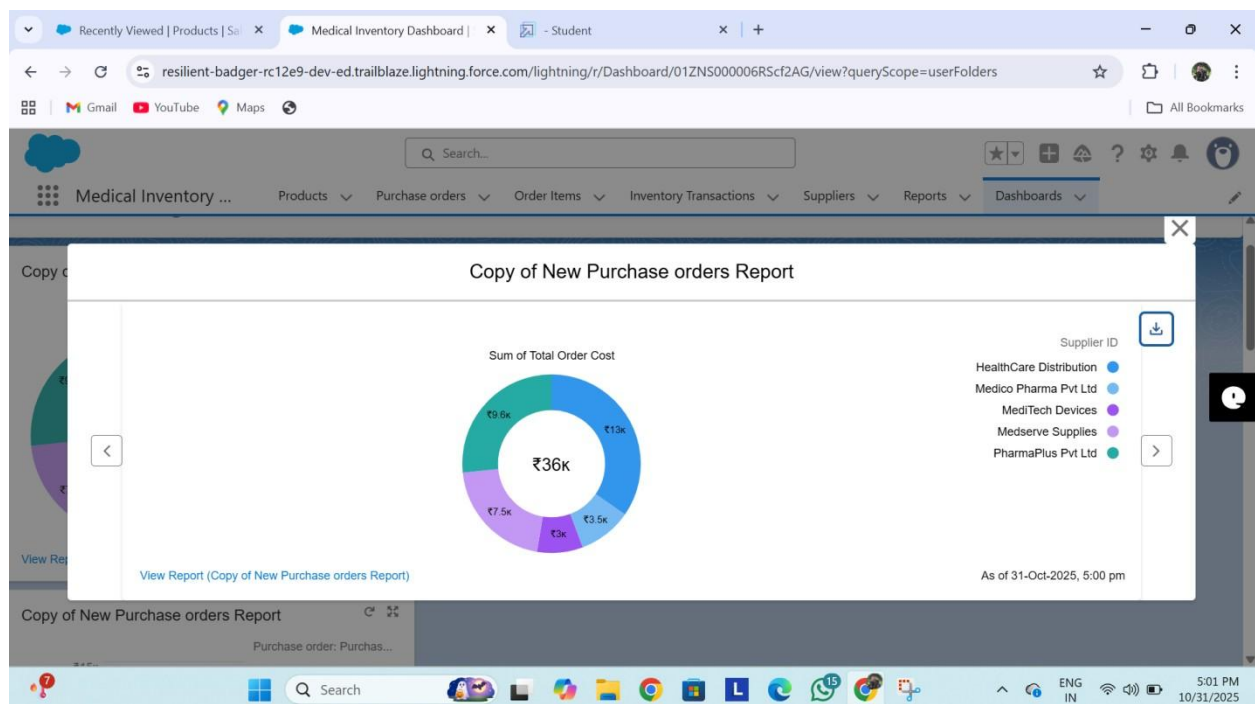 Recently Viewed | Products | Sal
Medical Inventory Dashboard |
- Student
resilient-badger-rc12e9-dev-ed.trailblaze.lightning.force.com/lightning/r/Dashboard/01ZNS000006RScf2AG/view?queryScope=userFolders
Gmail YouTube Maps All Bookmarks
Search...
Medical Inventory ... Products Purchase orders Order Items Inventory Transactions Suppliers Reports Dashboards
Copy of New Purchase orders Report
Sum of Total Order Cost
Supplier ID
HealthCare Distribution
Medico Pharma Pvt Ltd
MediTech Devices
Medserve Supplies
PharmaPlus Pvt Ltd
₹9.6K
₹13K
₹36K
₹7.5K
₹3.5K
₹3K
View Report (Copy of New Purchase orders Report)
As of 31-Oct-2025, 5:00 pm
Copy of New Purchase orders Report
Purchase order: Purchas...
7
Search
15
ENG
IN
5:01 PM
10/31/2025